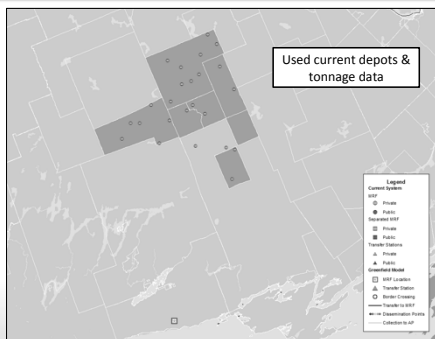 Used current depots &
tonnage data
Legend
Current System
MRF
Private
Public
Separated MRF
Private
Public
Transfer Stations
Private
Public
Greenfield Model
MRF Location
Transfer Station
Border Crossing
Transfer to MRF
Dissemination Points
Collection to AP